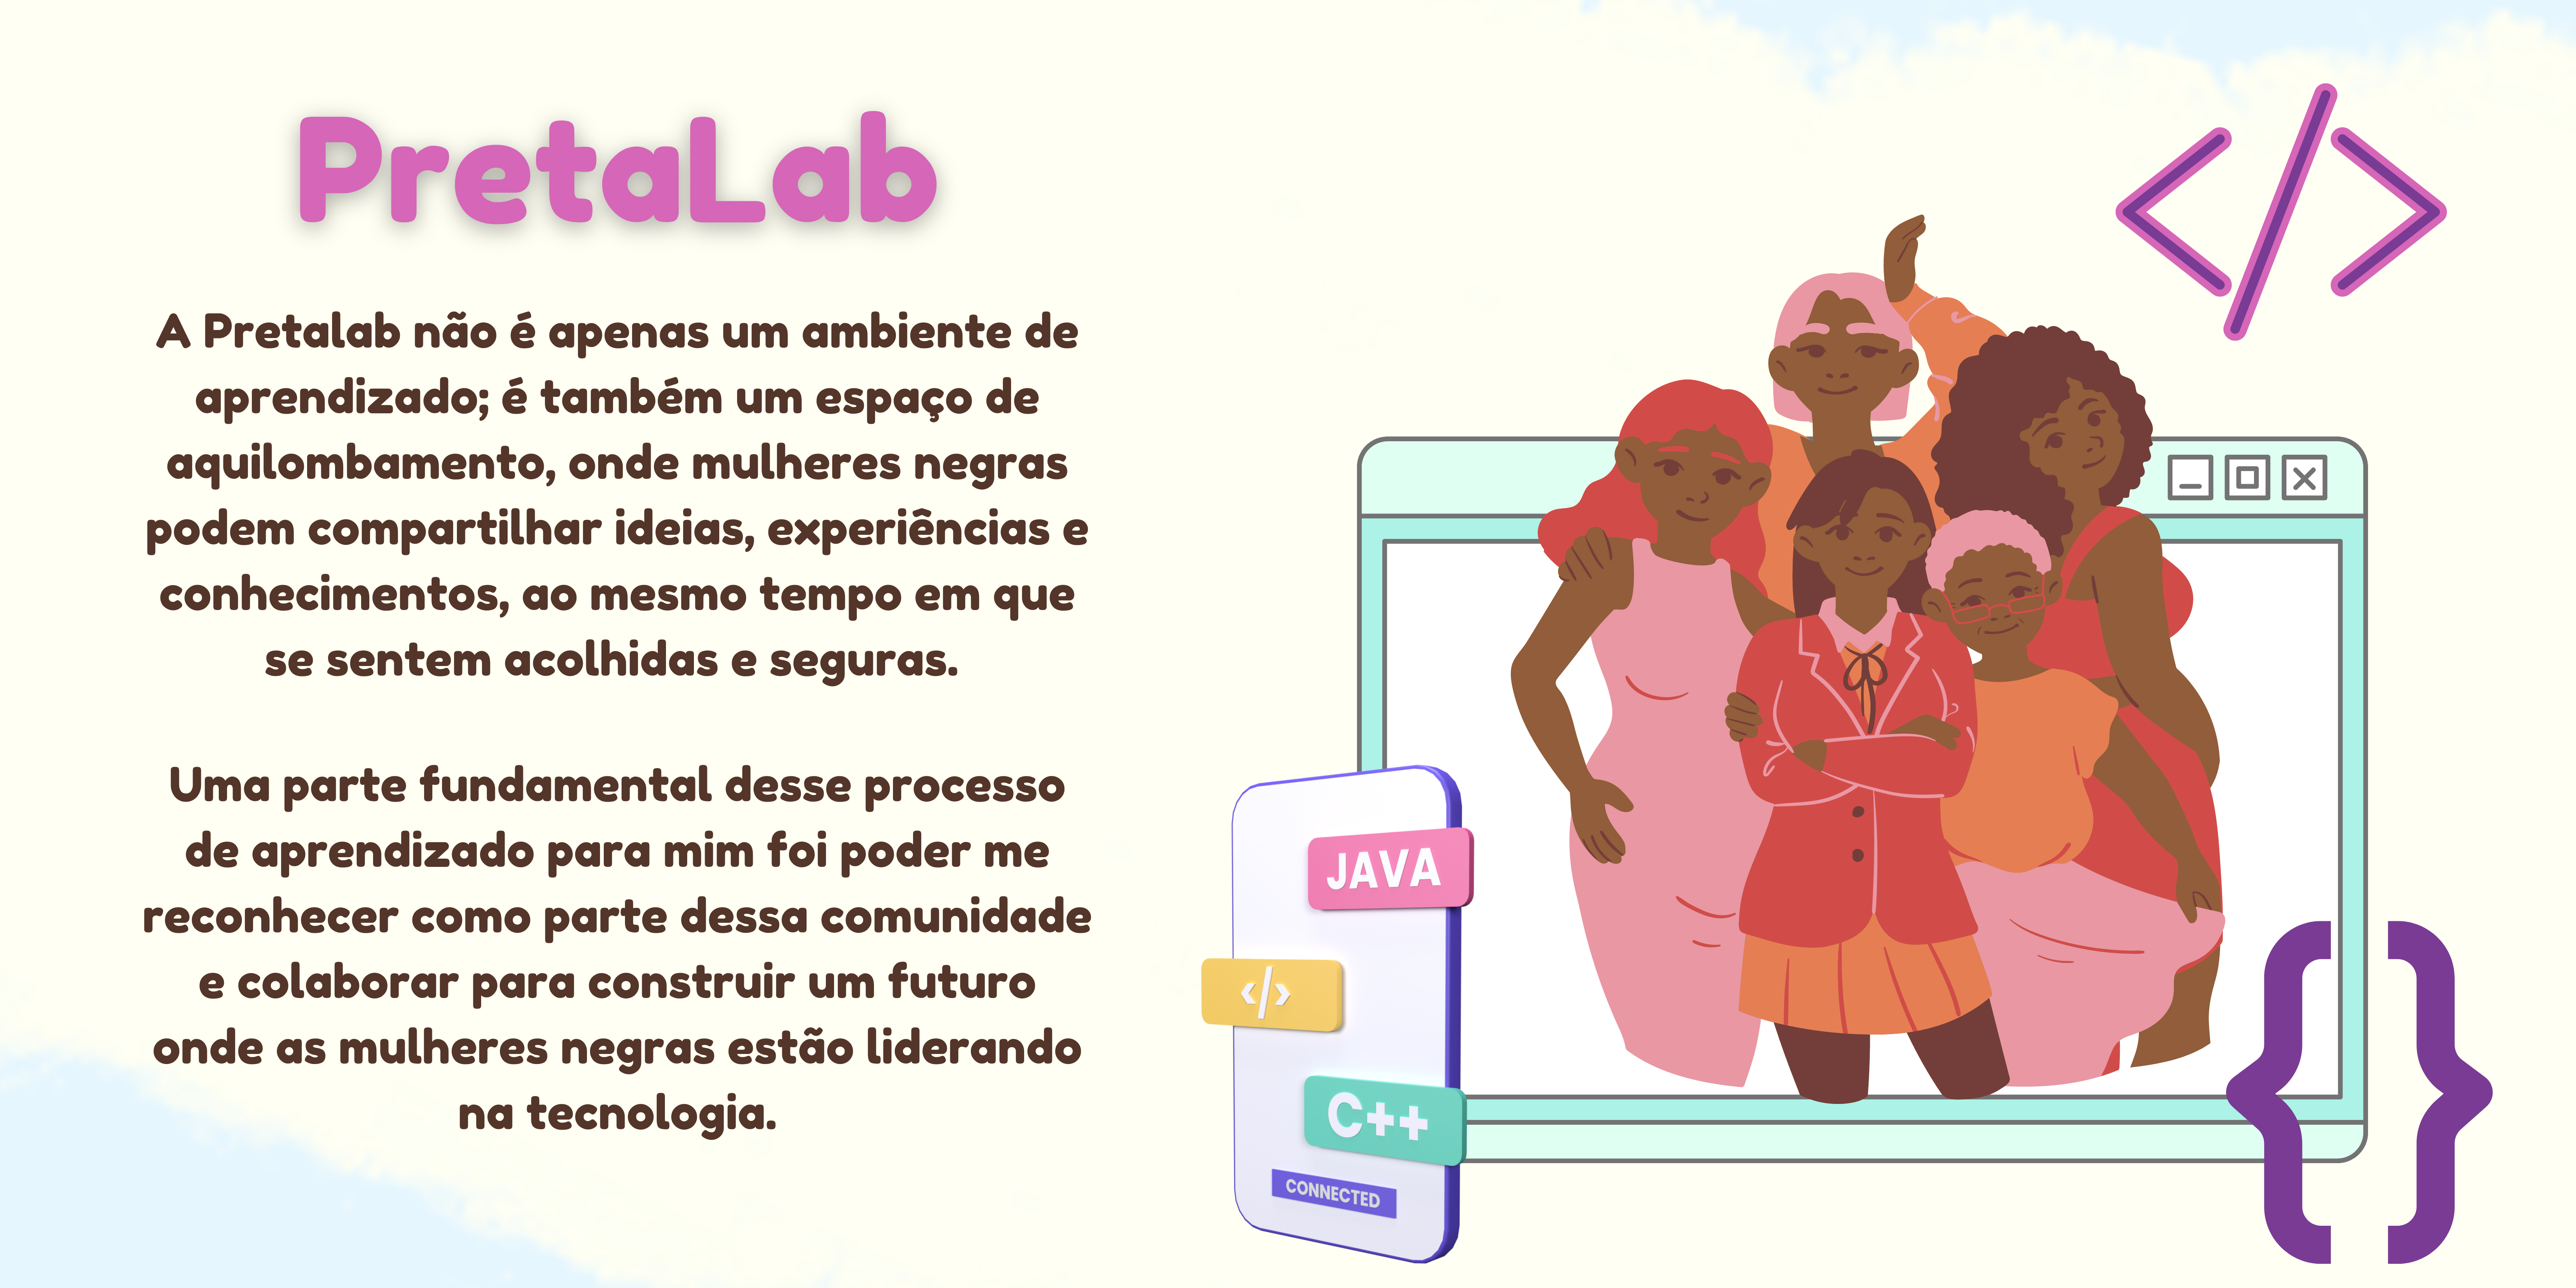 PretaLab
A Pretalab não é apenas um ambiente de
aprendizado; é também um espaço de
aquilombamento, onde mulheres negras
podem compartilhar ideias, experiências e
conhecimentos, ao mesmo tempo em que
se sentem acolhidas e seguras.
Uma parte fundamental desse processo
de aprendizado para mim foi poder me
reconhecer como parte dessa comunidade
e colaborar para construir um futuro
onde as mulheres negras estão liderando
na tecnologia.
</>
JAVA
</>
C++
CONNECTED
{ }